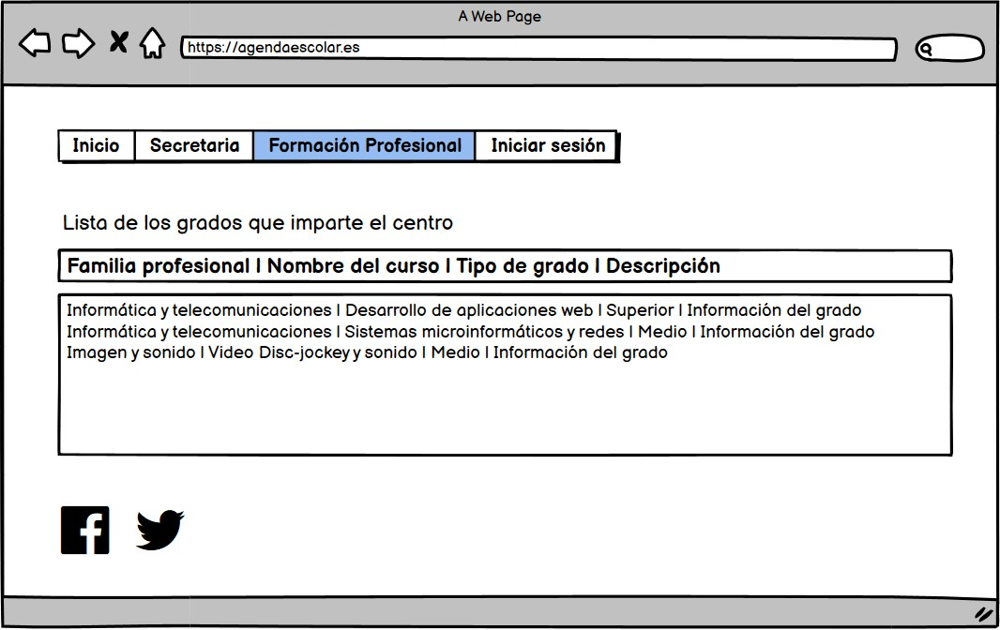 A Web Page
https://agendaescolar.es
Inicio Secretaria Formación Profesional Iniciar sesión
Lista de los grados que imparte el centro
Familia profesional | Nombre del curso | Tipo de grado | Descripción
Informática y telecomunicaciones | Desarrollo de aplicaciones web | Superior | Información del grado
Informática y telecomunicaciones | Sistemas microinformáticos y redes | Medio | Información del grado
Imagen y sonido | Video Disc-jockey y sonido | Medio | Información del grado